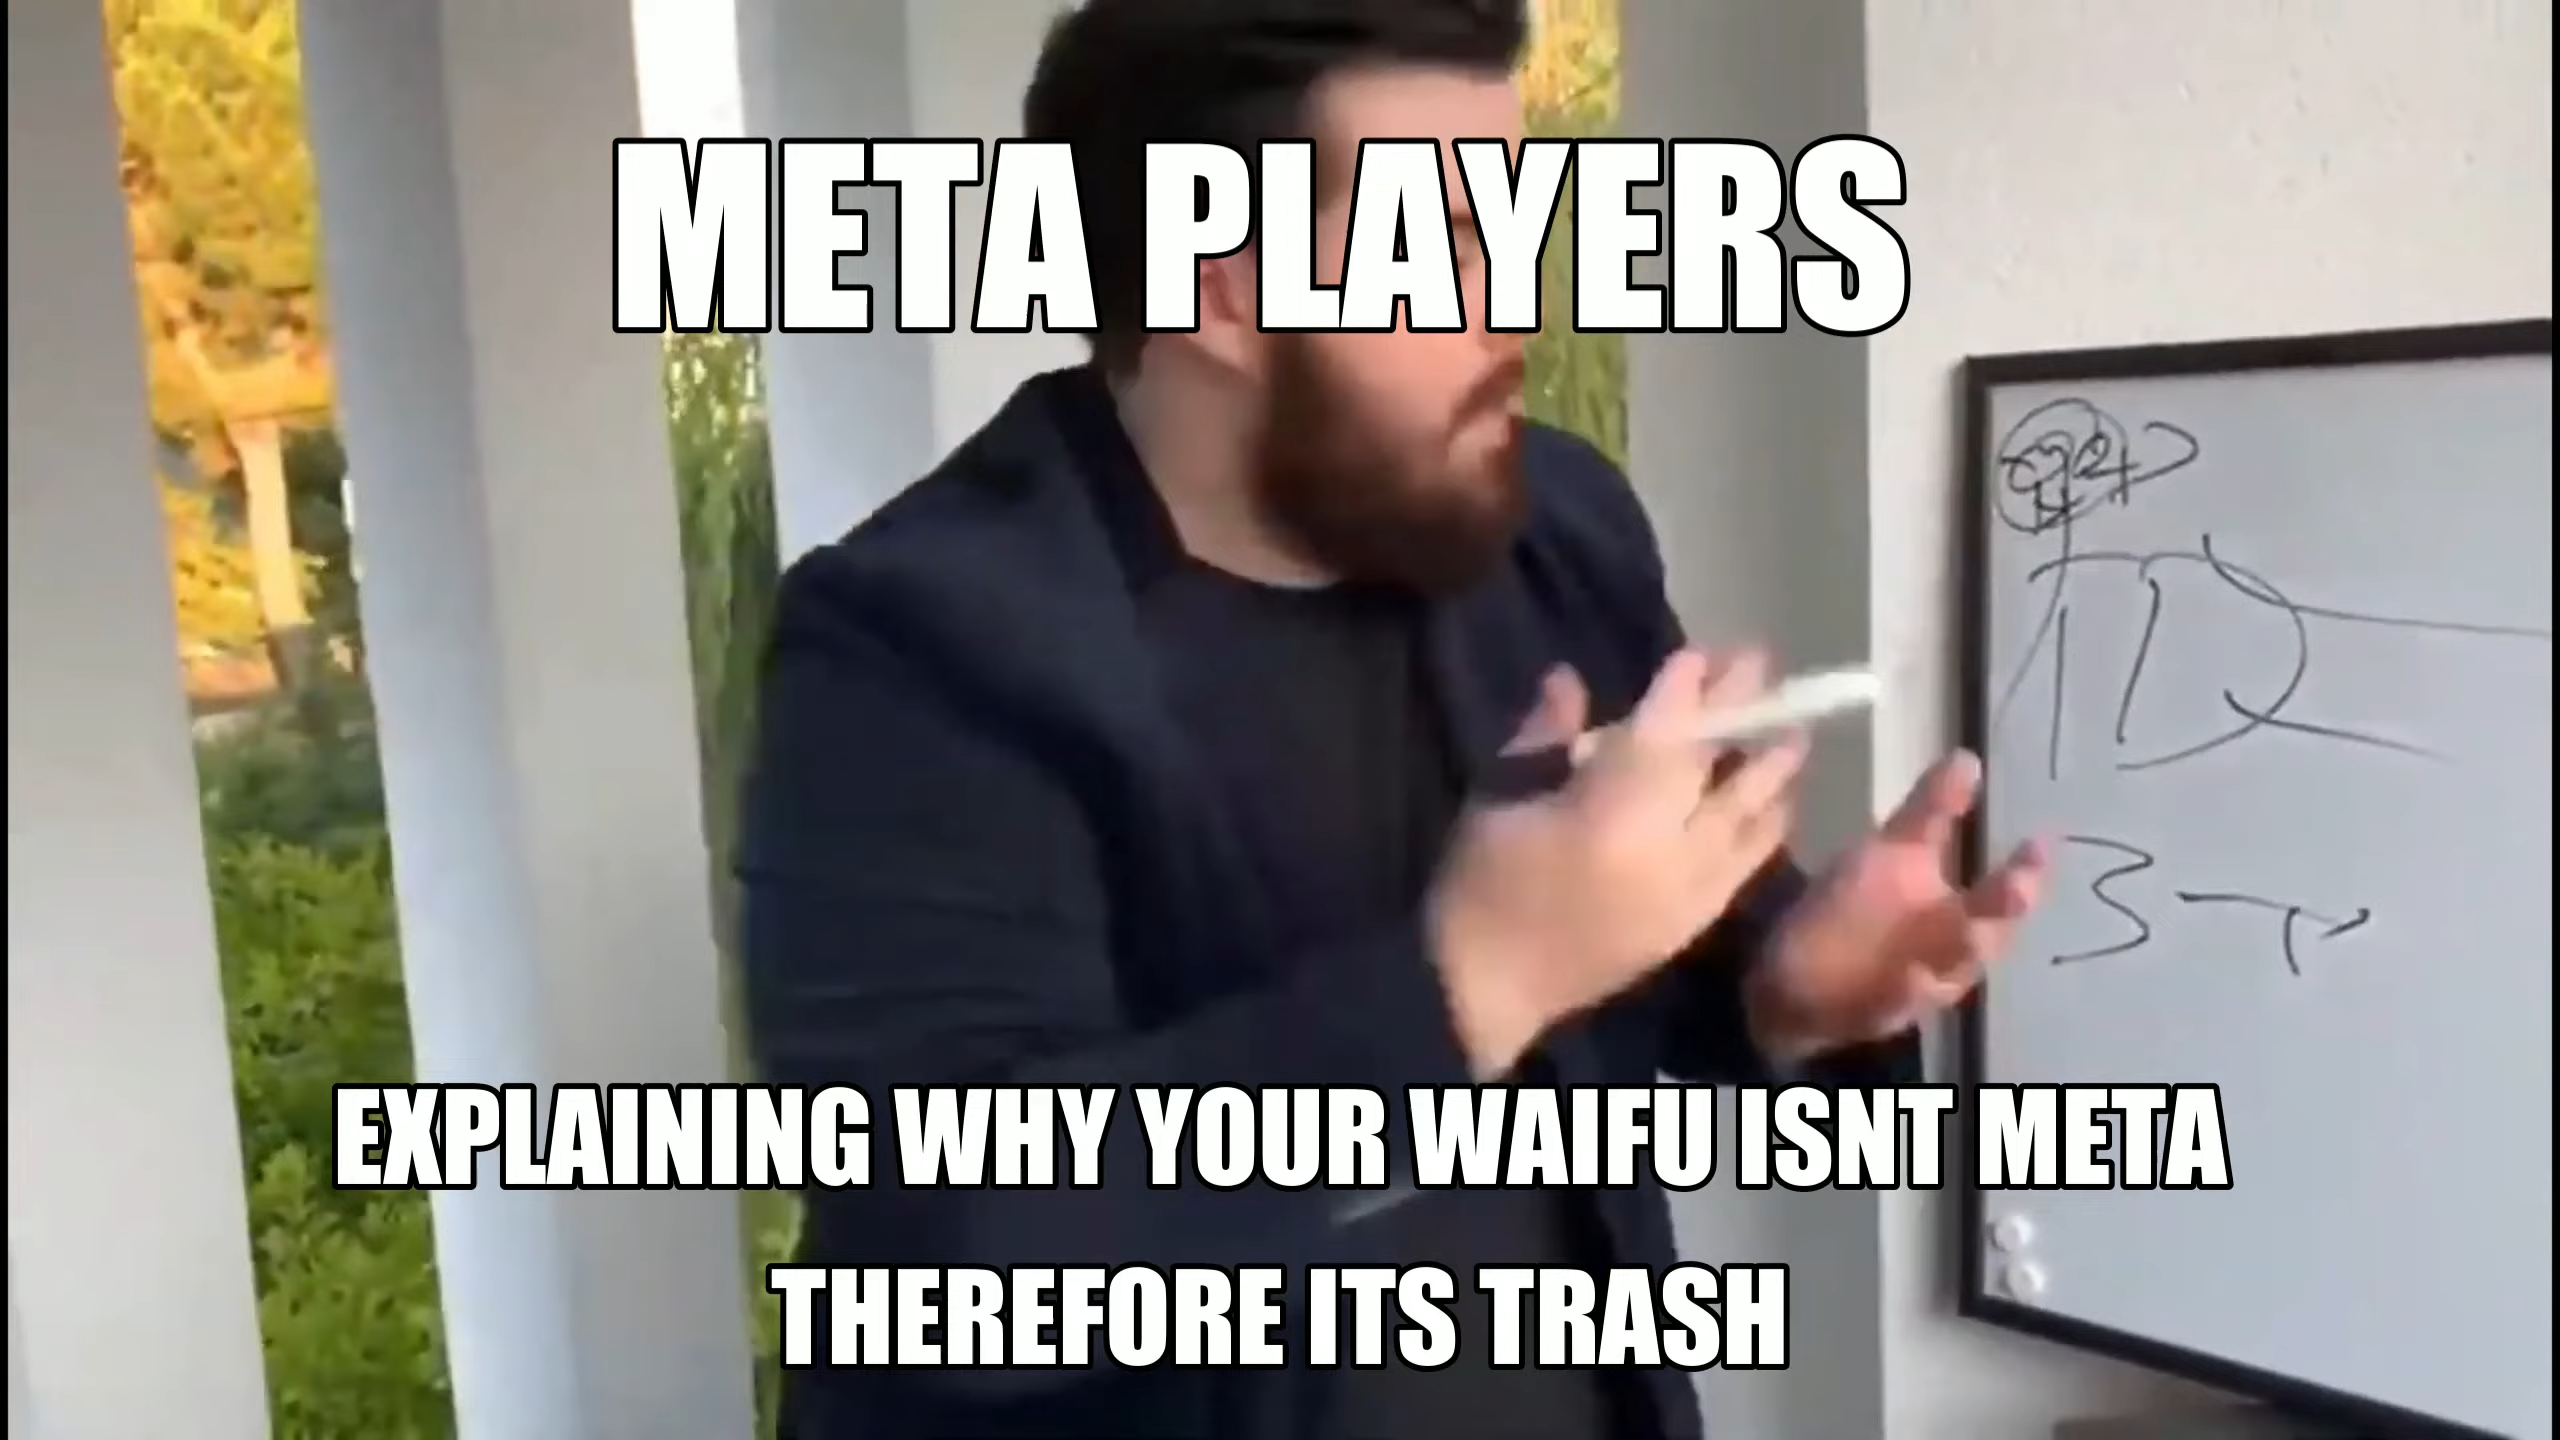 META PLAYERS
EXPLAINING WHY YOUR WAIFU ISNT META
THEREFORE ITS TRASH